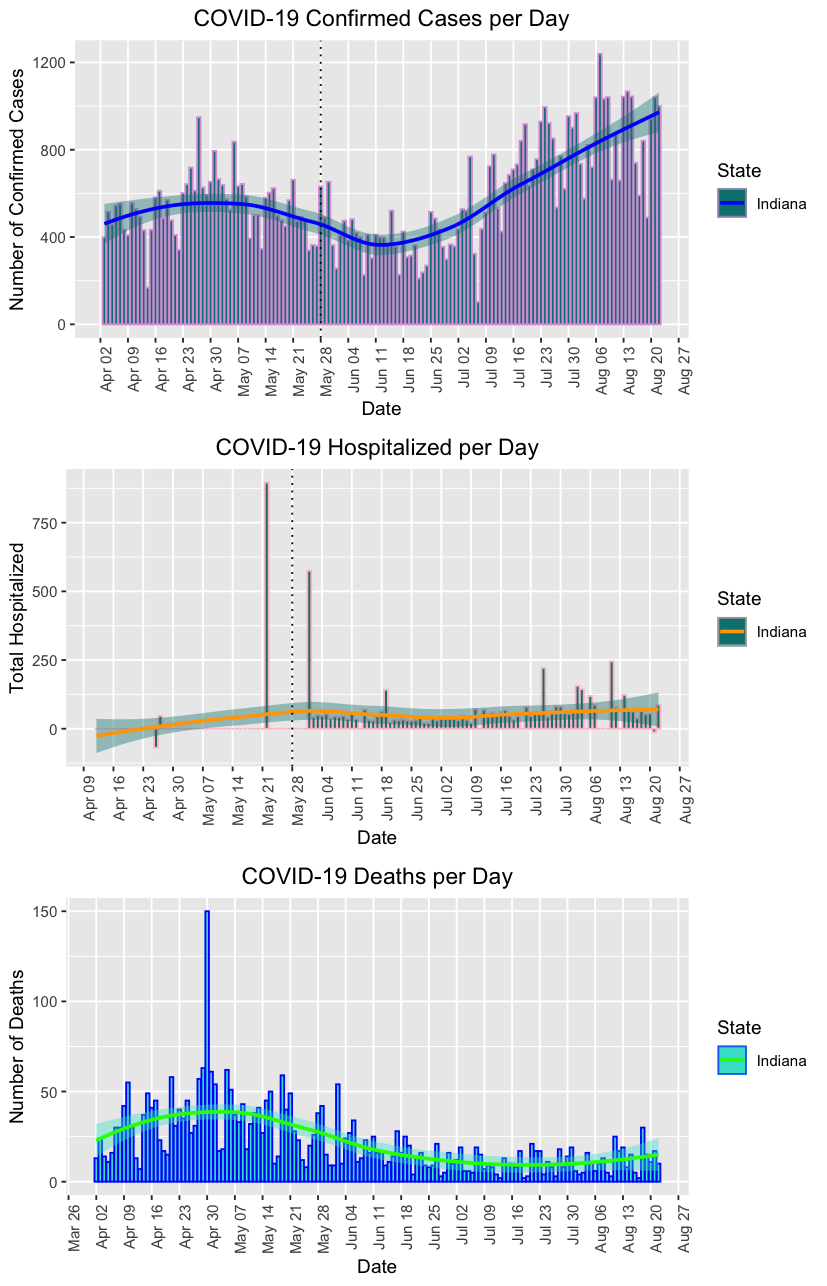 COVID-19 Confirmed Cases per Day
Number of Confirmed Cases
1200
800
400
0
Apr 02
Apr 09
Apr 16
Apr 23
Apr 30
May 07
May 14
May 21
May 28
Jun 04
Jun 11
Jun 18
Jun 25
Jul 02
Jul 09
Jul 16
Jul 23
Jul 30
Aug 06
Aug 13
Aug 20
Aug 27
Date
State
Indiana
COVID-19 Hospitalized per Day
Total Hospitalized
750
500
250
0
Apr 09
Apr 16
Apr 23
Apr 30
May 07
May 14
May 21
May 28
Jun 04
Jun 11
Jun 18
Jun 25
Jul 02
Jul 09
Jul 16
Jul 23
Jul 30
Aug 06
Aug 13
Aug 20
Aug 27
Date
State
Indiana
COVID-19 Deaths per Day
Number of Deaths
150
100
50
0
Mar 26
Apr 02
Apr 09
Apr 16
Apr 23
Apr 30
May 07
May 14
May 21
May 28
Jun 04
Jun 11
Jun 18
Jun 25
Jul 02
Jul 09
Jul 16
Jul 23
Jul 30
Aug 06
Aug 13
Aug 20
Aug 27
Date
State
Indiana